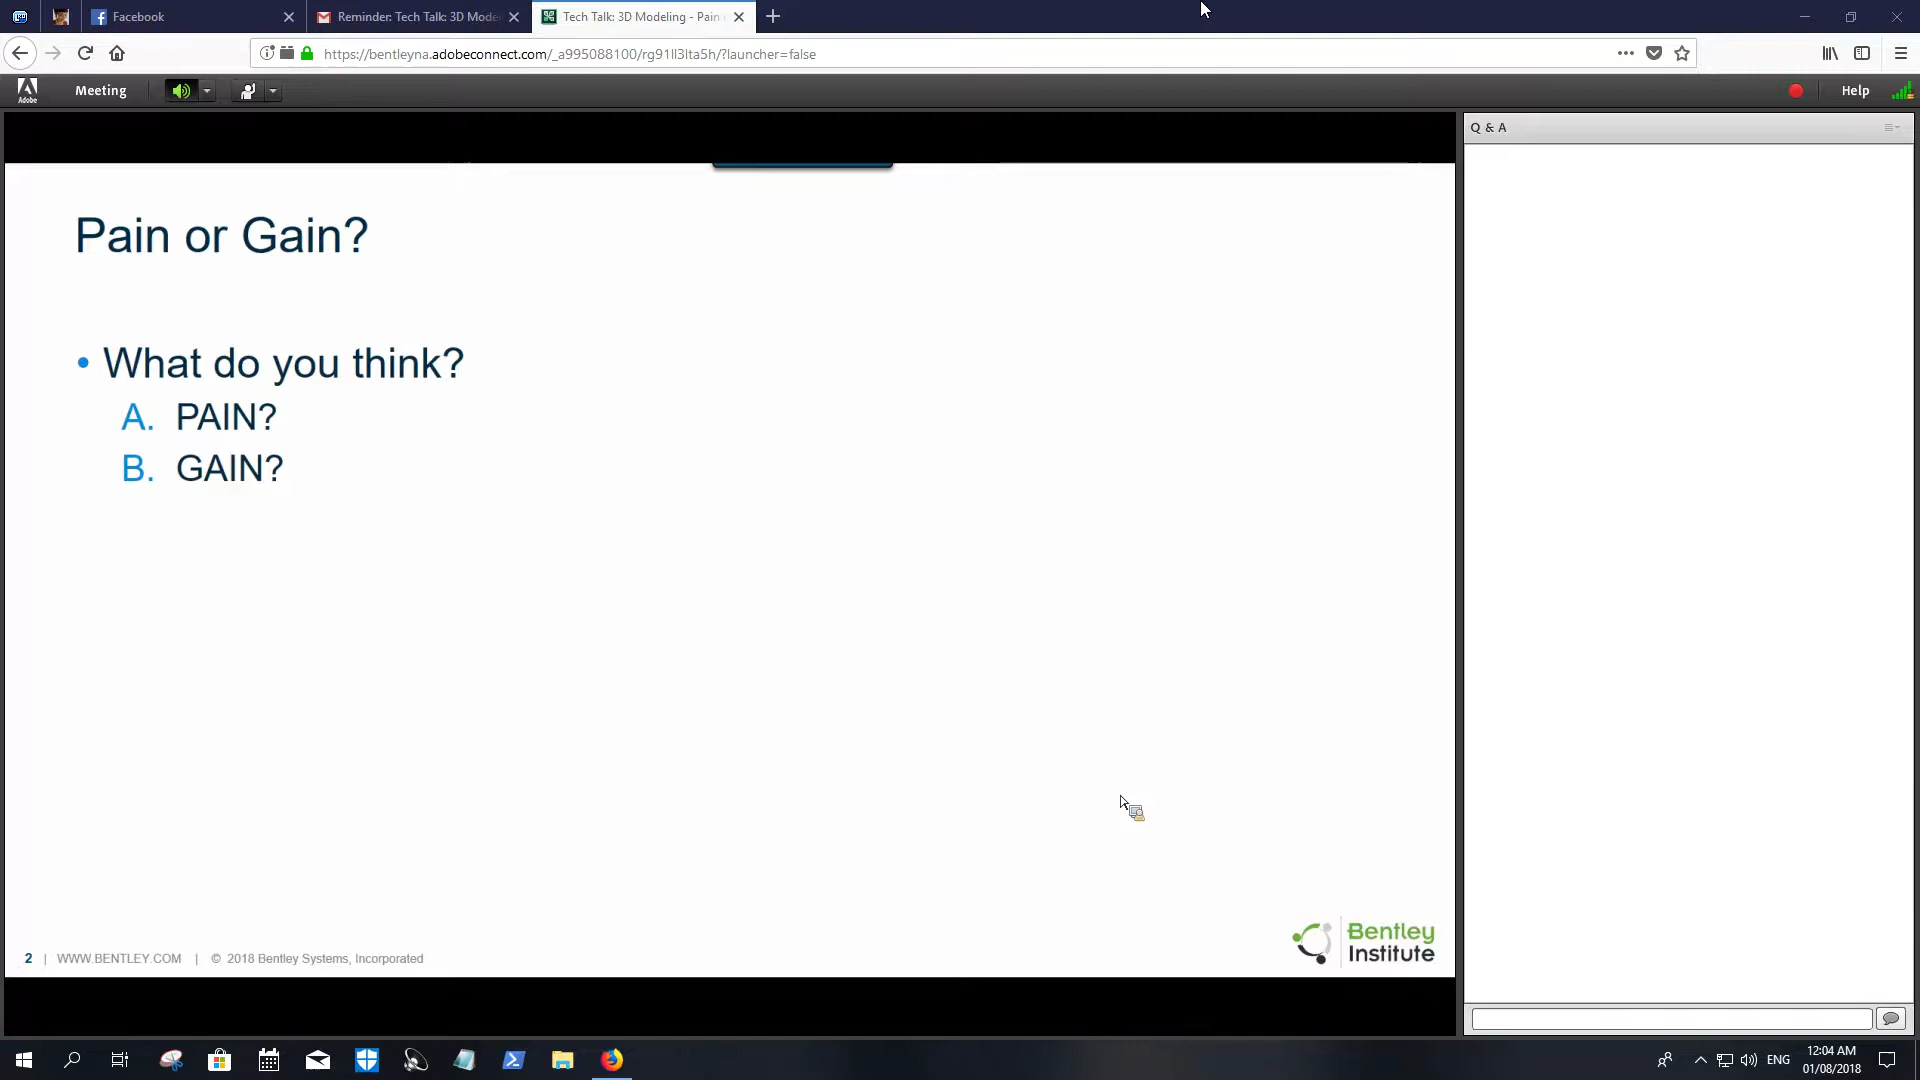 Facebook
Reminder: Tech Talk: 3D Mode
Tech Talk: 3D Modeling - Pain
https://bentleyna.adobeconnect.com/_a995088100/rg91ll3lta5h/?launcher=false
Adobe
Meeting
Help
Q & A
Pain or Gain?
• What do you think?
A. PAIN?
B. GAIN?
2 | WWW.BENTLEY.COM | © 2018 Bentley Systems, Incorporated
Bentley
Institute
ENG
12:04 AM
01/08/2018